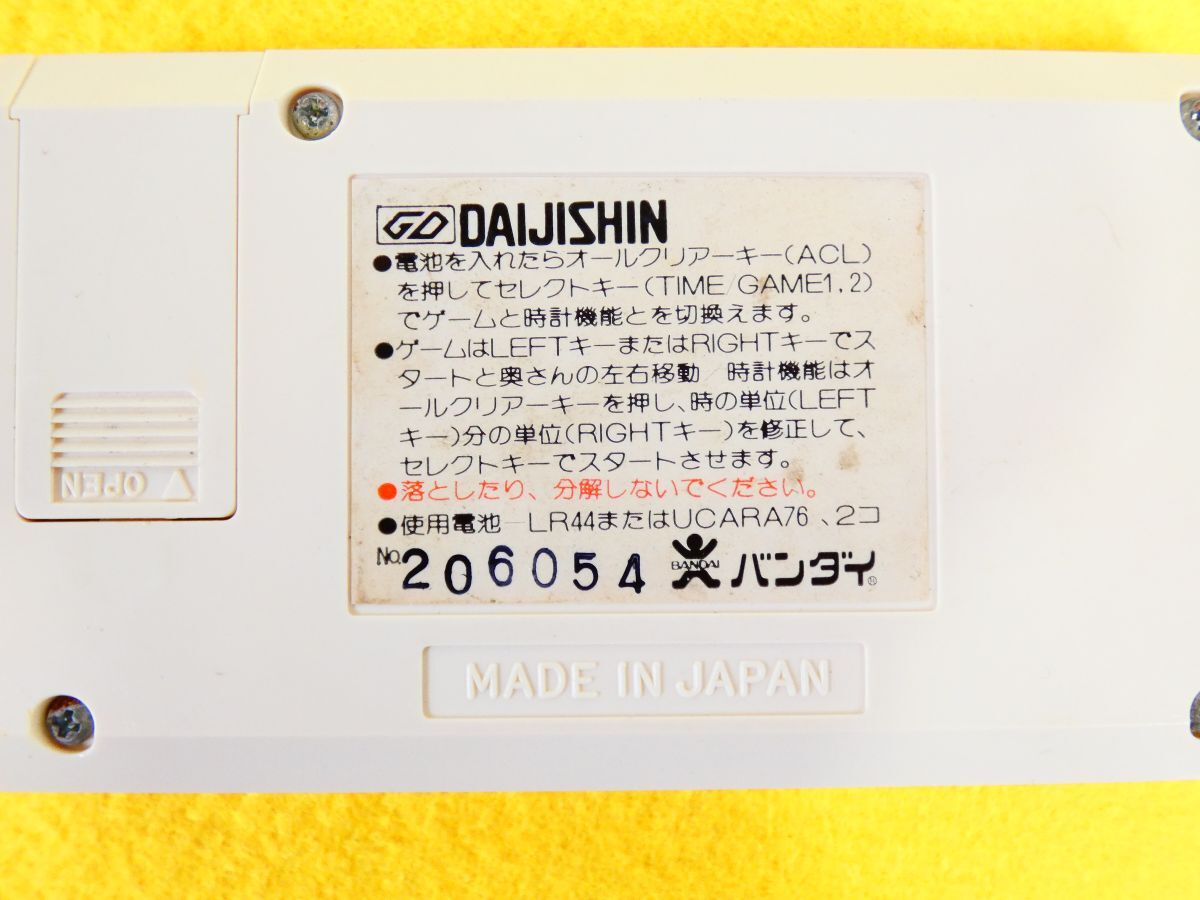 GD DAIJISHIN
●電池を入れたらオールクリアーキー(ACL)
を押してセレクトキー(TIME/GAME1,2)
でゲームと時計機能とを切換えます。
●ゲームはLEFTキーまたはRIGHTキーでス
タートと奥さんの左右移動/時計機能はオ
ールクリアーキーを押し、時の単位(LEFT
キー)分の単位(RIGHTキー)を修正して、
セレクトキーでスタートさせます。
●落としたり、分解しないでください。
●使用電池―LR44またはUCARA76、2コ
No.206054 BANDAI バンダイ
MADE IN JAPAN
OPEN